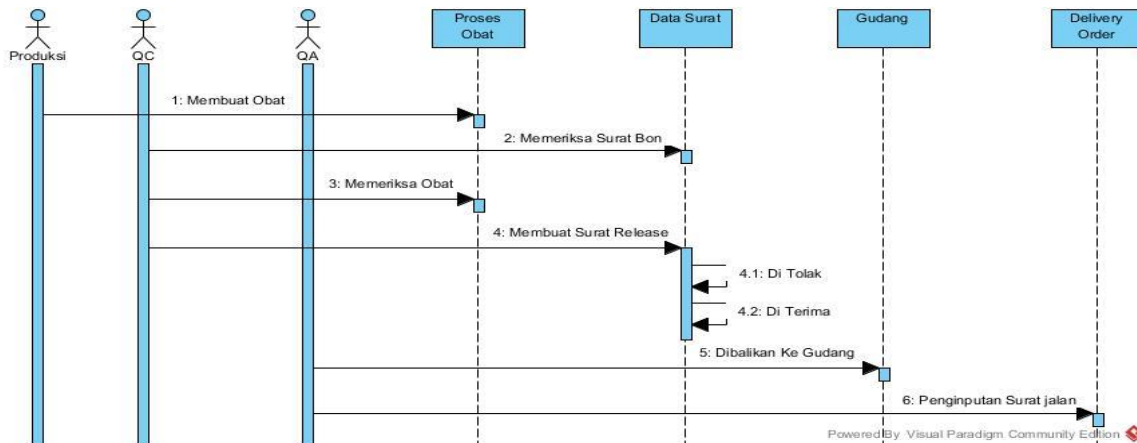 Proses
Obat
Data Surat
Gudang
Delivery
Order
Produksi
QC
QA
1: Membuat Obat
2: Memeriksa Surat Bon
3: Memeriksa Obat
4: Membuat Surat Release
4.1: Di Tolak
4.2: Di Terima
5: Dibalikan Ke Gudang
6: Penginputan Surat jalan
Powered By Visual Paradigm Community Edition